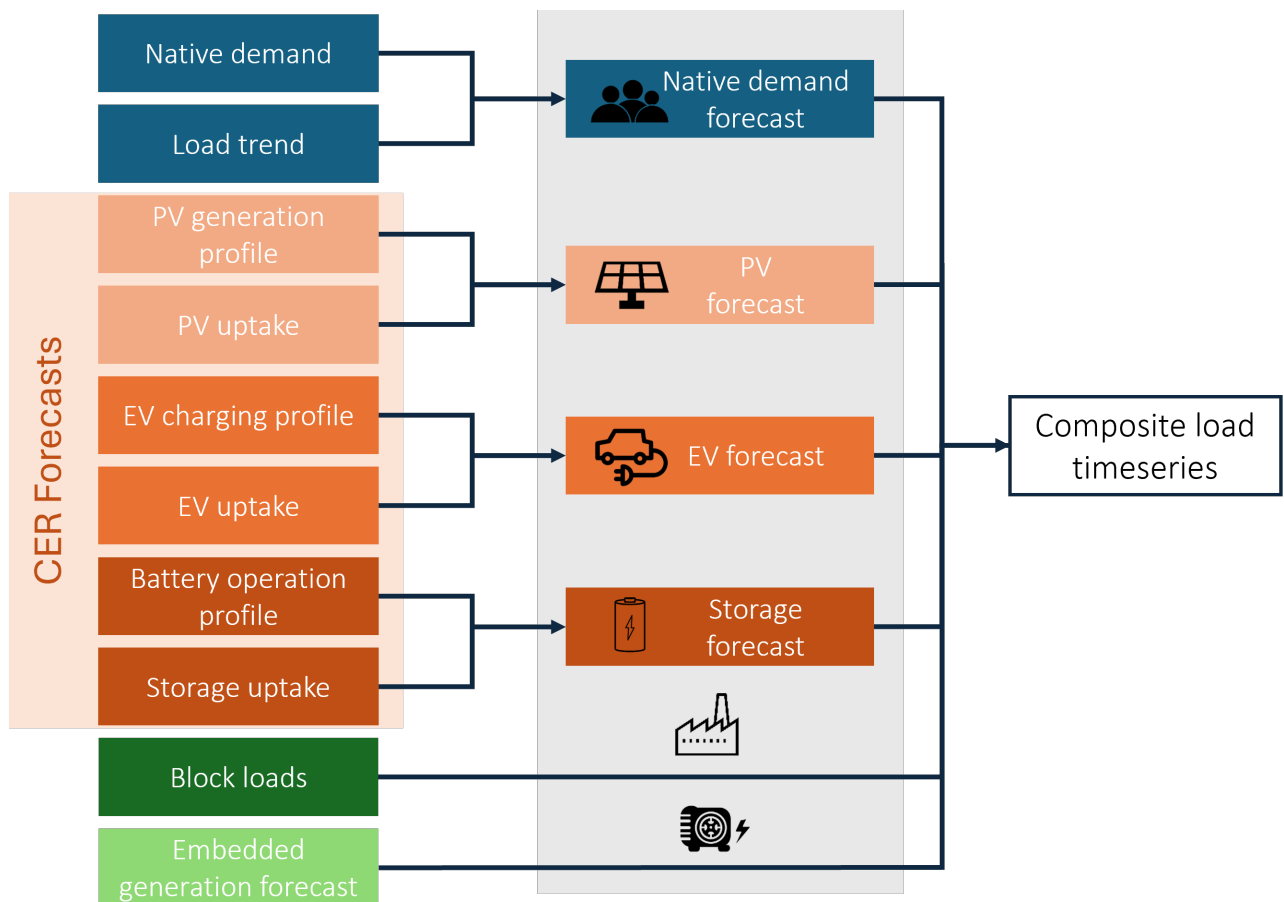 Native demand
Load trend
CER Forecasts
PV generation
profile
PV uptake
EV charging profile
EV uptake
Battery operation
profile
Storage uptake
Block loads
Embedded
generation forecast
Native demand
forecast
PV
forecast
EV forecast
Storage
forecast
Composite load
timeseries